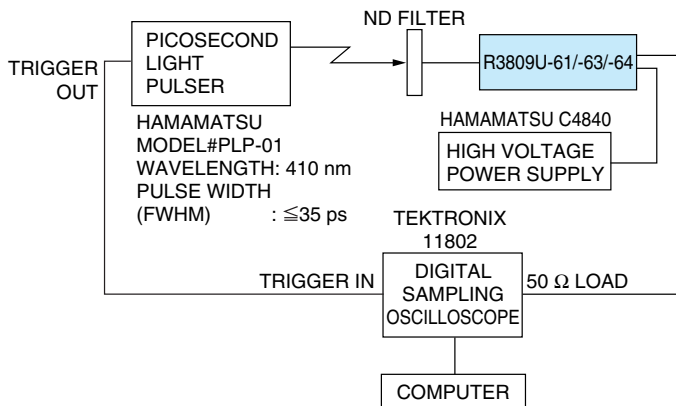 ND FILTER
PICOSECOND
LIGHT
PULSER
TRIGGER
OUT
R3809U-61/-63/-64
HAMAMATSU
MODEL#PLP-01
WAVELENGTH: 410 nm
PULSE WIDTH
(FWHM) : ≦35 ps
HAMAMATSU C4840
HIGH VOLTAGE
POWER SUPPLY
TEKTRONIX
11802
TRIGGER IN
DIGITAL
SAMPLING
OSCILLOSCOPE
50 Ω LOAD
COMPUTER